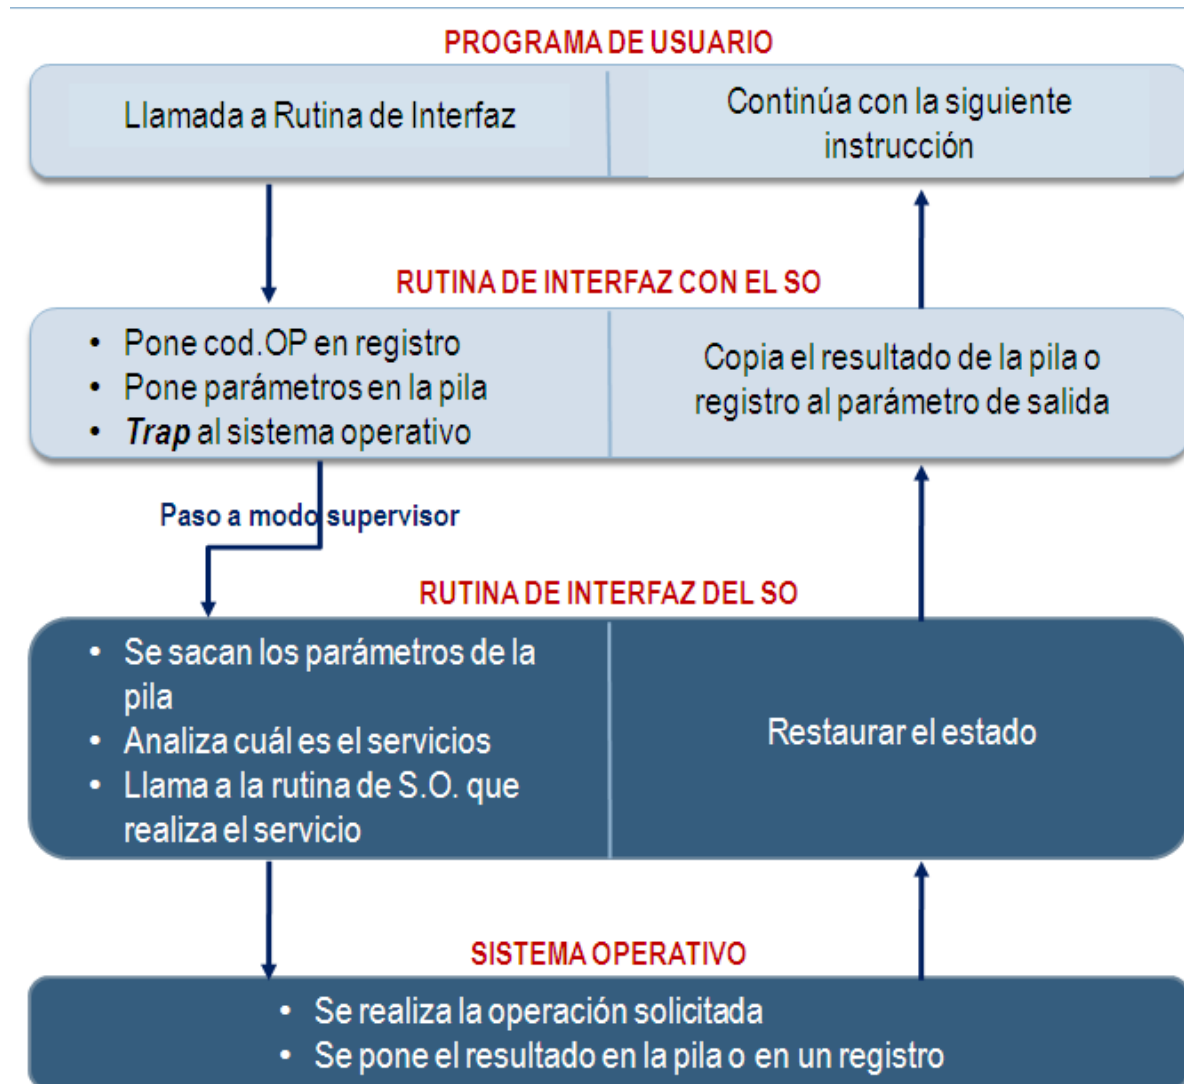 PROGRAMA DE USUARIO
Llamada a Rutina de Interfaz
Continúa con la siguiente
instrucción
RUTINA DE INTERFAZ CON EL SO
• Pone cod.OP en registro
• Pone parámetros en la pila
• Trap al sistema operativo
Copia el resultado de la pila o
registro al parámetro de salida
Paso a modo supervisor
RUTINA DE INTERFAZ DEL SO
• Se sacan los parámetros de la
pila
• Analiza cuál es el servicios
• Llama a la rutina de S.O. que
realiza el servicio
Restaurar el estado
SISTEMA OPERATIVO
• Se realiza la operación solicitada
• Se pone el resultado en la pila o en un registro